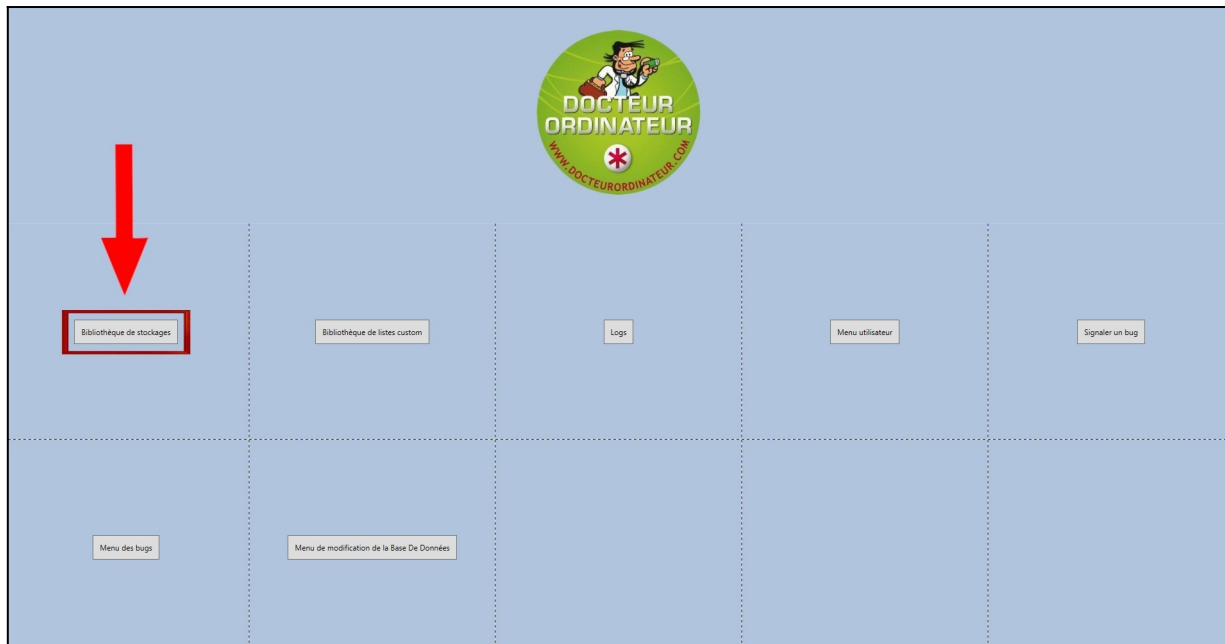 DOCTEUR
ORDINATEUR
WWW.DOCTEURORDINATEUR.COM
Bibliothèque de stockages
Bibliothèque de listes custom
Logs
Menu utilisateur
Signaler un bug
Menu des bugs
Menu de modification de la Base De Données